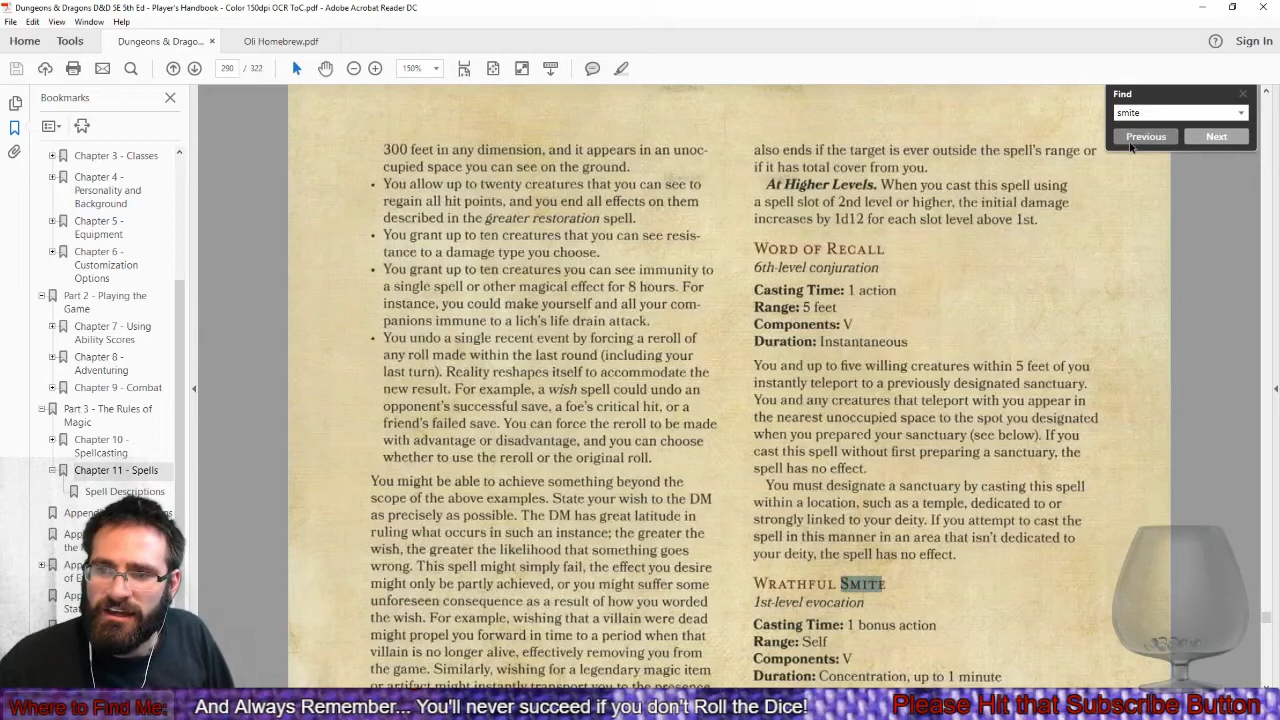 Dungeons & Dragons D&D 5E 5th Ed - Player's Handbook - Color 150dpi OCR ToC.pdf - Adobe Acrobat Reader DC
File Edit View Window Help
Home Tools Dungeons & Drago... × Oli Homebrew.pdf Sign In
290 / 322 150%
Bookmarks
Chapter 3 - Classes
Chapter 4 -
Personality and
Background
Chapter 5 -
Equipment
Chapter 6 -
Customization
Options
Part 2 - Playing the
Game
Chapter 7 - Using
Ability Scores
Chapter 8 -
Adventuring
Chapter 9 - Combat
Part 3 - The Rules of
Magic
Chapter 10 -
Spellcasting
Chapter 11 - Spells
Spell Descriptions
300 feet in any dimension, and it appears in an unoc-
cupied space you can see on the ground.
• You allow up to twenty creatures that you can see to
regain all hit points, and you end all effects on them
described in the greater restoration spell.
• You grant up to ten creatures that you can see resis-
tance to a damage type you choose.
• You grant up to ten creatures you can see immunity to
a single spell or other magical effect for 8 hours. For
instance, you could make yourself and all your com-
panions immune to a lich's life drain attack.
• You undo a single recent event by forcing a reroll of
any roll made within the last round (including your
last turn). Reality reshapes itself to accommodate the
new result. For example, a wish spell could undo an
opponent's successful save, a foe's critical hit, or a
friend's failed save. You can force the reroll to be made
with advantage or disadvantage, and you can choose
whether to use the reroll or the original roll.
You might be able to achieve something beyond the
scope of the above examples. State your wish to the DM
as precisely as possible. The DM has great latitude in
ruling what occurs in such an instance; the greater the
wish, the greater the likelihood that something goes
wrong. This spell might simply fail, the effect you desire
might only be partly achieved, or you might suffer some
unforeseen consequence as a result of how you worded
the wish. For example, wishing that a villain were dead
might propel you forward in time to a period when that
villain is no longer alive, effectively removing you from
the game. Similarly, wishing for a legendary magic item
or artifact might instantly transport you to the presence
also ends if the target is ever outside the spell's range or
if it has total cover from you.
At Higher Levels. When you cast this spell using
a spell slot of 2nd level or higher, the initial damage
increases by 1d12 for each slot level above 1st.
WORD OF RECALL
6th-level conjuration
Casting Time: 1 action
Range: 5 feet
Components: V
Duration: Instantaneous
You and up to five willing creatures within 5 feet of you
instantly teleport to a previously designated sanctuary.
You and any creatures that teleport with you appear in
the nearest unoccupied space to the spot you designated
when you prepared your sanctuary (see below). If you
cast this spell without first preparing a sanctuary, the
spell has no effect.
You must designate a sanctuary by casting this spell
within a location, such as a temple, dedicated to or
strongly linked to your deity. If you attempt to cast the
spell in this manner in an area that isn't dedicated to
your deity, the spell has no effect.
WRATHFUL SMITE
1st-level evocation
Casting Time: 1 bonus action
Range: Self
Components: V
Duration: Concentration, up to 1 minute
Find
smite
Previous Next
Where to Find Me: And Always Remember... You'll never succeed if you don't Roll the Dice! Please Hit that Subscribe Button